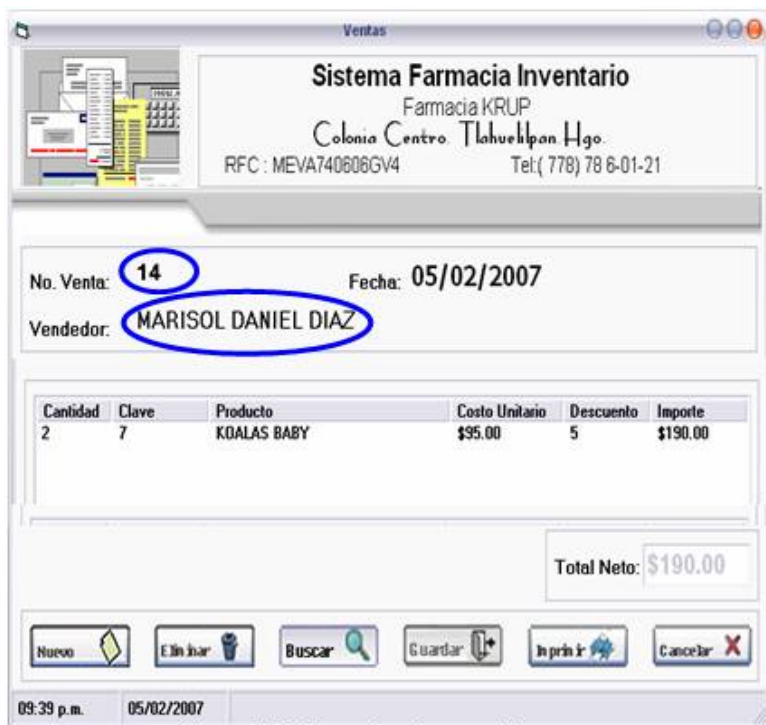 Ventas
Sistema Farmacia Inventario
Farmacia KRUP
Colonia Centro. Tlahuelilpan. Hgo.
RFC : MEVA740606GV4 Tel:( 778) 78 6-01-21
No. Venta: 14 Fecha: 05/02/2007
Vendedor: MARISOL DANIEL DIAZ
Cantidad Clave Producto Costo Unitario Descuento Importe
2 7 KOALAS BABY $95.00 5 $190.00
Total Neto: $190.00
Nuevo Eliminar Buscar Guardar Inprinir Cancelar
09:39 p.m. 05/02/2007